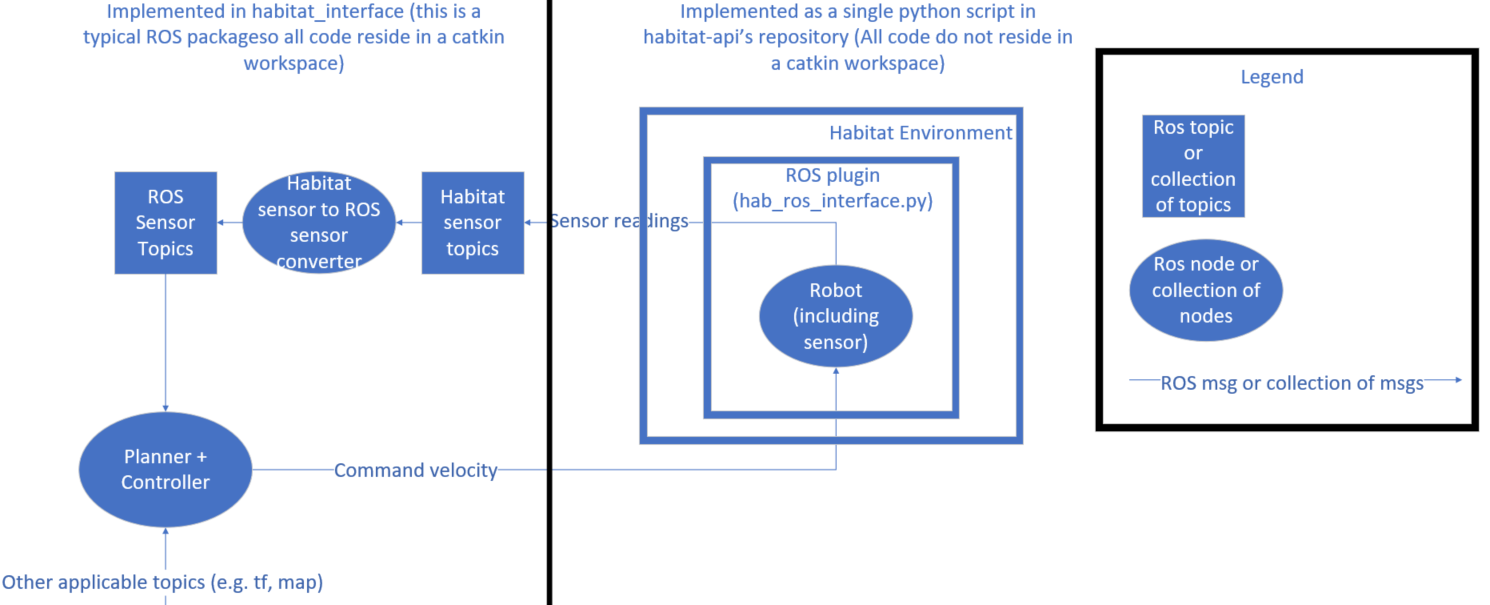 Implemented in habitat_interface (this is a
typical ROS packageso all code reside in a catkin
workspace)
Implemented as a single python script in
habitat-api's repository (All code do not reside in
a catkin workspace)
Legend
Ros topic
or
collection
of topics
Ros node or
collection of
nodes
ROS msg or collection of msgs
Habitat Environment
ROS plugin
(hab_ros_interface.py)
ROS
Sensor
Topics
Habitat
sensor to ROS
sensor
converter
Habitat
sensor
topics
Sensor readings
Robot
(including
sensor)
Planner +
Controller
Command velocity
Other applicable topics (e.g. tf, map)